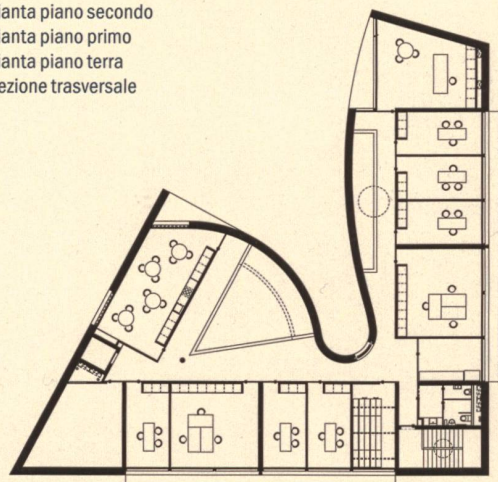 ianta piano secondo
ianta piano primo
ianta piano terra
ezione trasversale